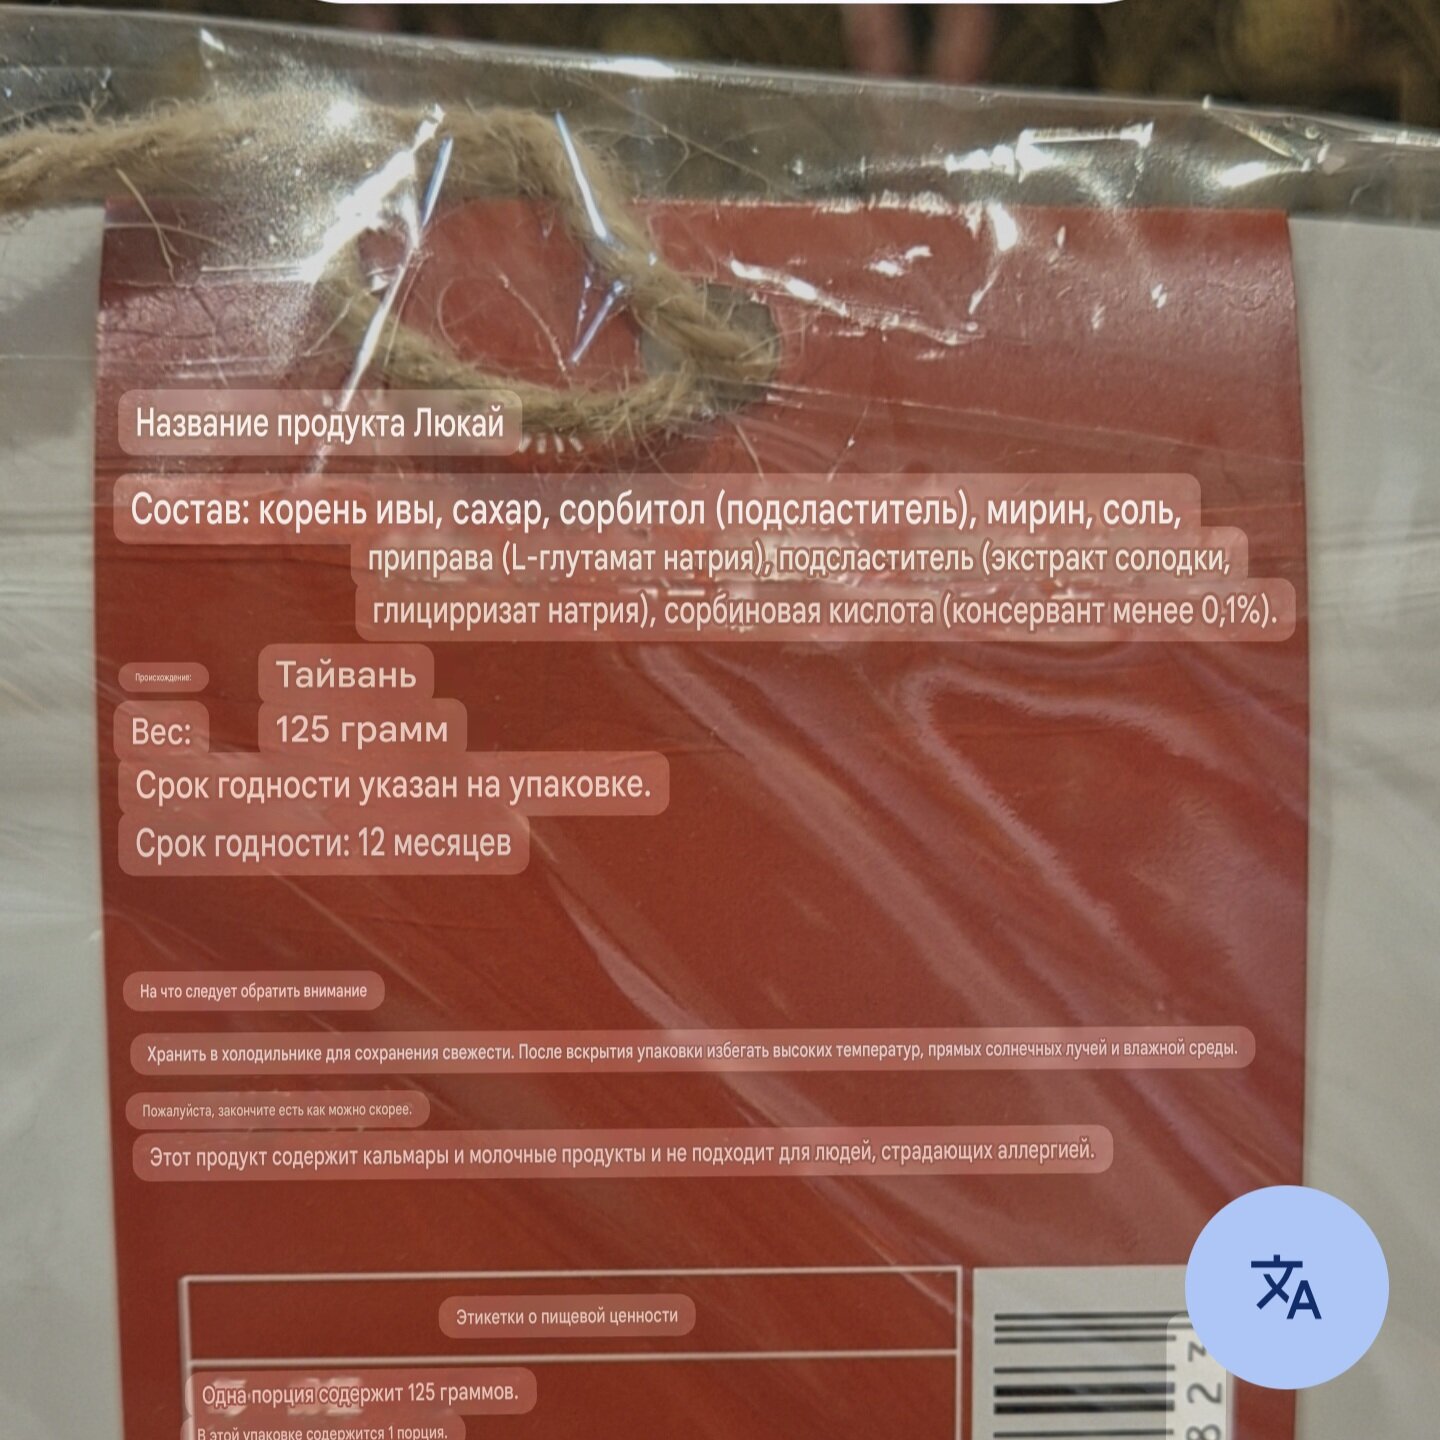 Название продукта Люкай
Состав: корень ивы, сахар, сорбитол (подсластитель), мирин, соль,
приправа (L-глутамат натрия), подсластитель (экстракт солодки,
глицирризат натрия), сорбиновая кислота (консервант менее 0,1%).
Происхождение: Тайвань
Вес: 125 грамм
Срок годности указан на упаковке.
Срок годности: 12 месяцев
На что следует обратить внимание
Хранить в холодильнике для сохранения свежести. После вскрытия упаковки избегать высоких температур, прямых солнечных лучей и влажной среды.
Пожалуйста, закончите есть как можно скорее.
Этот продукт содержит кальмары и молочные продукты и не подходит для людей, страдающих аллергией.
Этикетки о пищевой ценности
Одна порция содержит 125 граммов.
В этой упаковке содержится 1 порция.